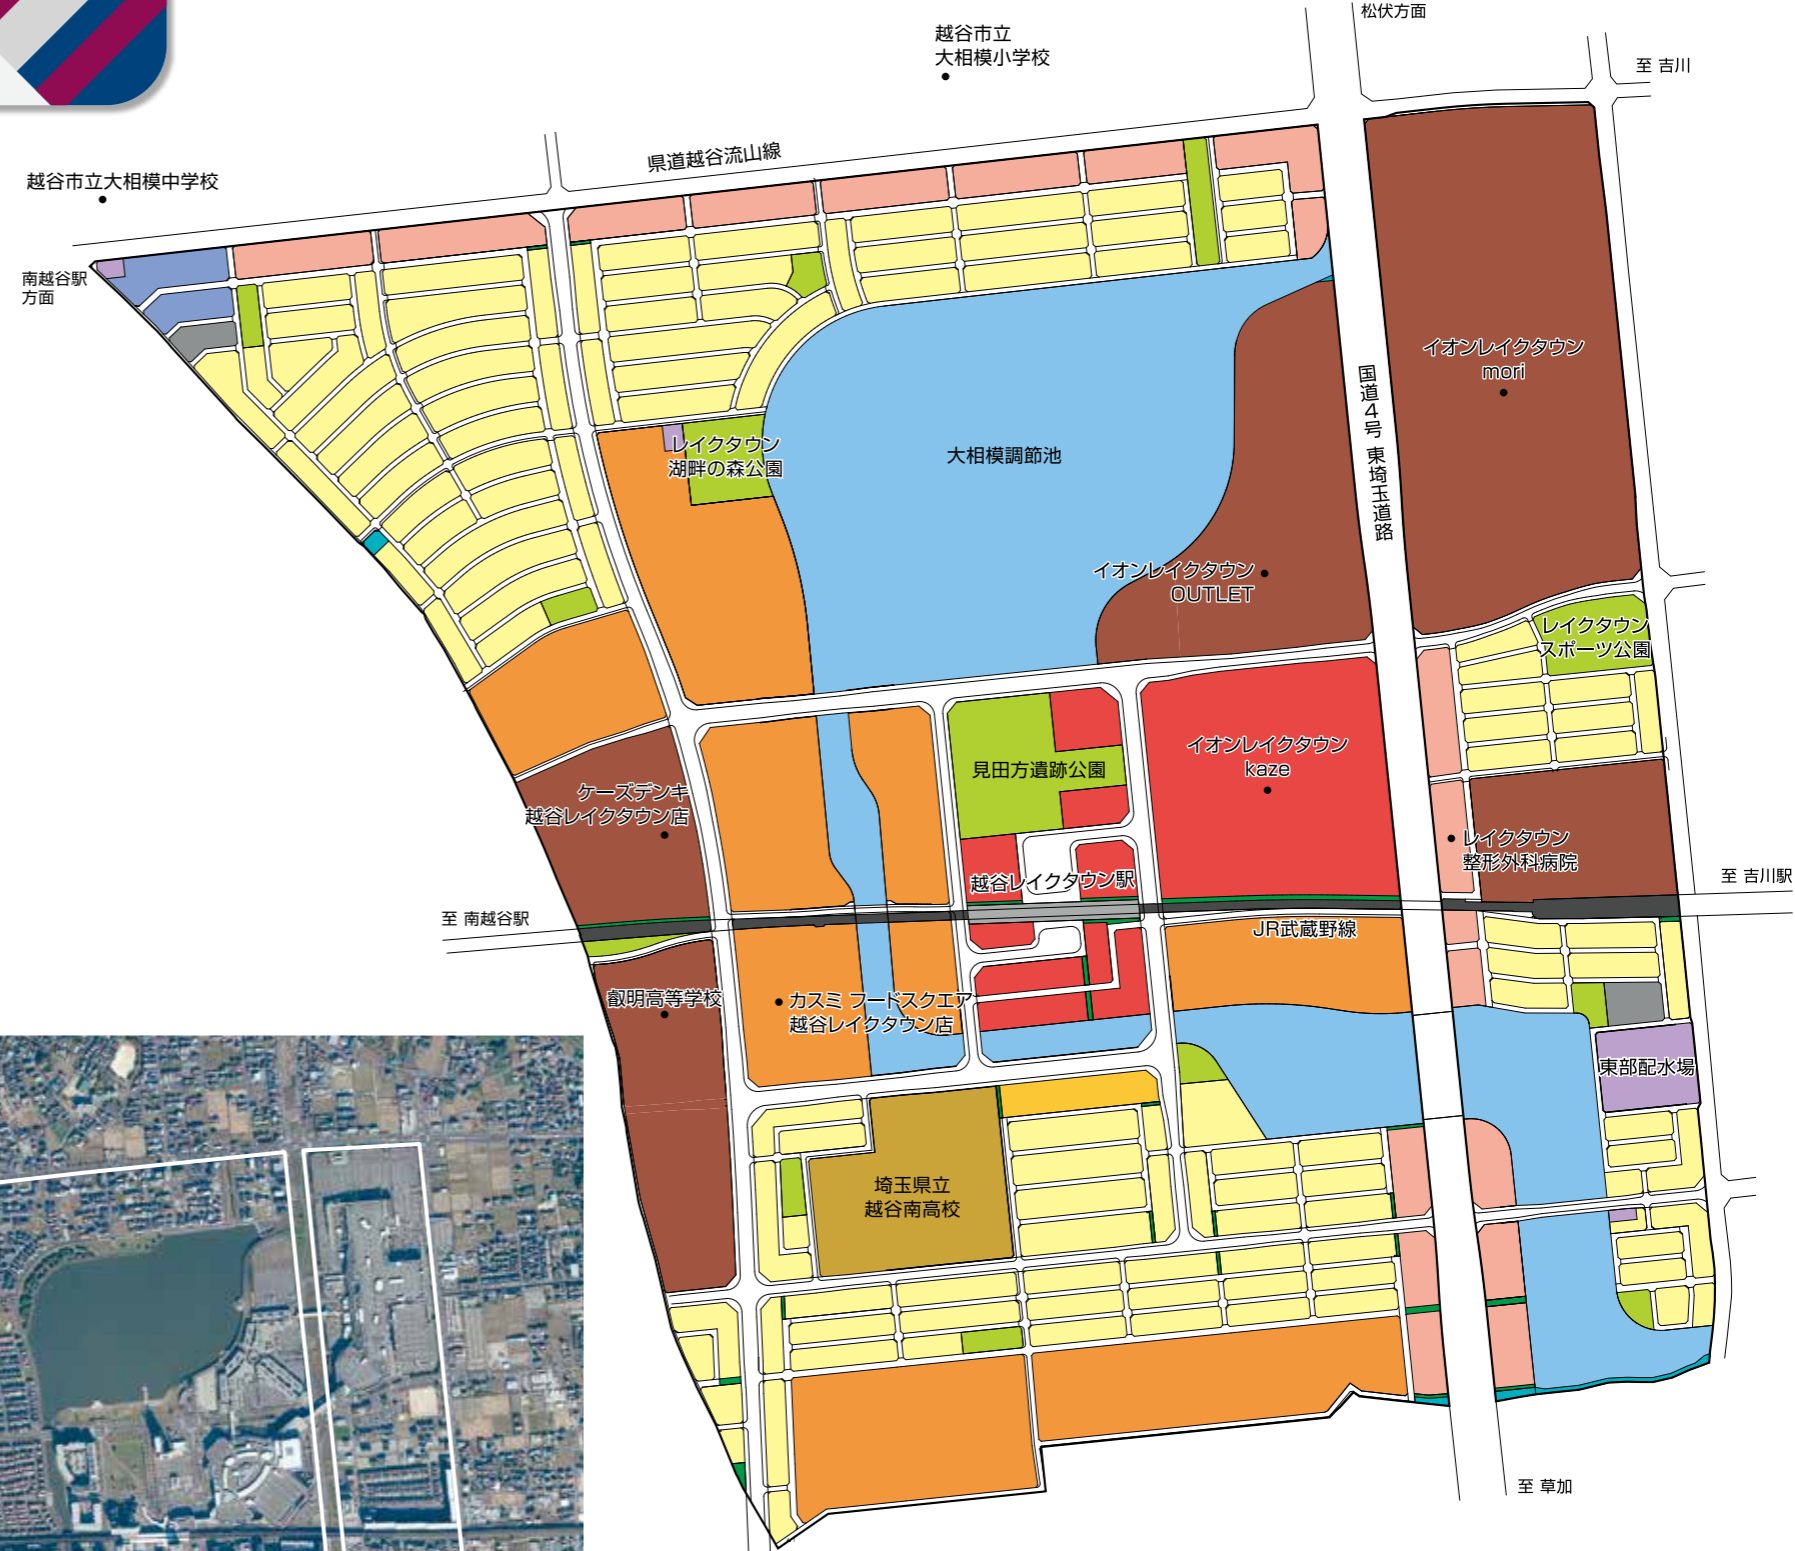 松伏方面
越谷市立
大相模小学校
至 吉川
県道越谷流山線
越谷市立大相模中学校
南越谷駅
方面
イオンレイクタウン
mori
国道4号 東埼玉道路
レイクタウン
湖畔の森公園
大相模調節池
イオンレイクタウン
OUTLET
レイクタウン
スポーツ公園
イオンレイクタウン
kaze
見田方遺跡公園
ケーズデンキ
越谷レイクタウン店
レイクタウン
整形外科病院
越谷レイクタウン駅
至 吉川駅
至 南越谷駅
JR武蔵野線
叡明高等学校
カスミ フードスクエア
越谷レイクタウン店
東部配水場
埼玉県立
越谷南高校
至 草加